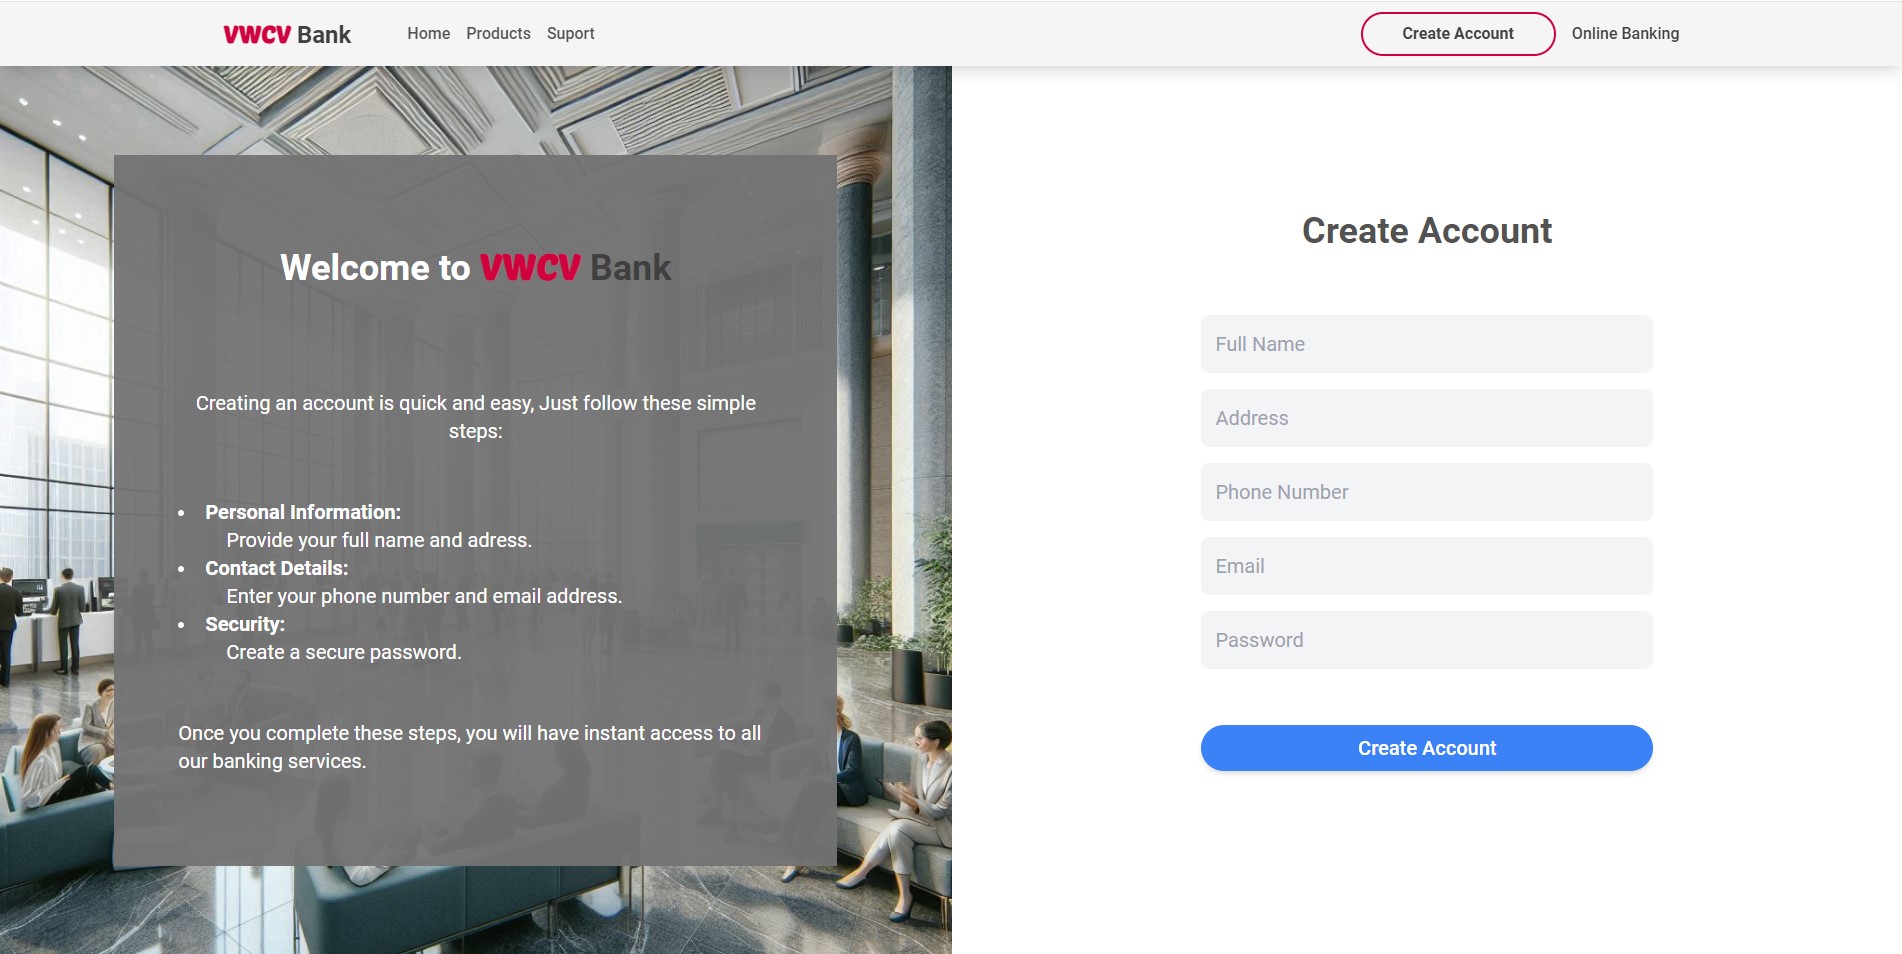 VWCV Bank Home Products Suport Create Account Online Banking
Welcome to VWCV Bank
Creating an account is quick and easy, Just follow these simple
steps:
• Personal Information:
Provide your full name and adress.
• Contact Details:
Enter your phone number and email address.
• Security:
Create a secure password.
Once you complete these steps, you will have instant access to all
our banking services.
Create Account
Full Name
Address
Phone Number
Email
Password
Create Account